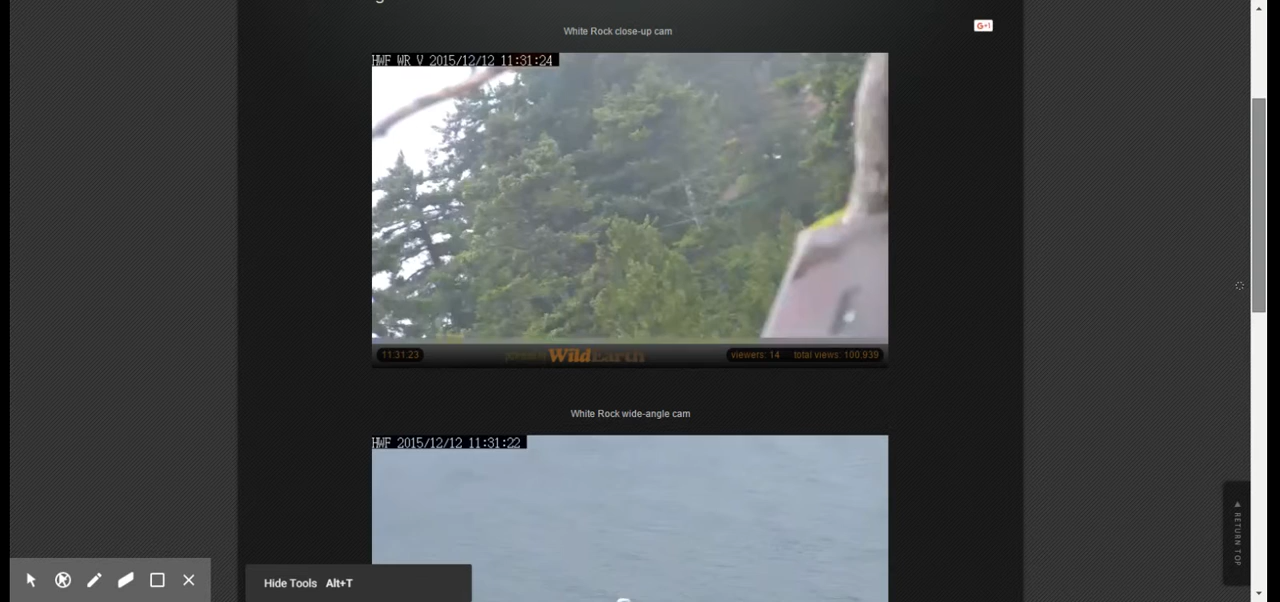 White Rock close-up cam
G+1
HWF WR V 2015/12/12 11:31:24
11:31:23
WildEarth
viewers: 14 total views: 100.939
White Rock wide-angle cam
HWF 2015/12/12 11:31:22
▲ RETURN TOP
Hide Tools Alt+T